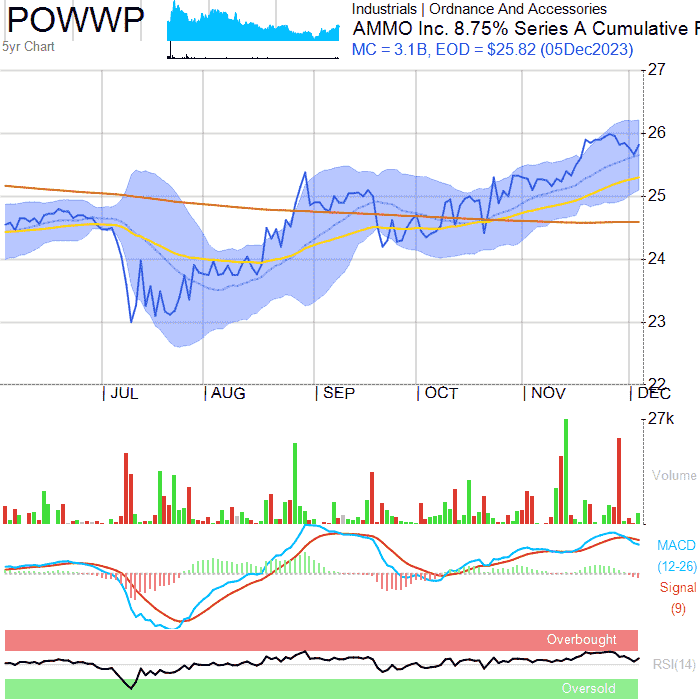 POWWP
5yr Chart
Industrials | Ordnance And Accessories
AMMO Inc. 8.75% Series A Cumulative
MC = 3.1B, EOD = $25.82 (05Dec2023)
27
26
25
24
23
22
JUL AUG SEP OCT NOV DEC
27k
Volume
MACD
(12-26)
Signal
(9)
Overbought
RSI(14)
Oversold